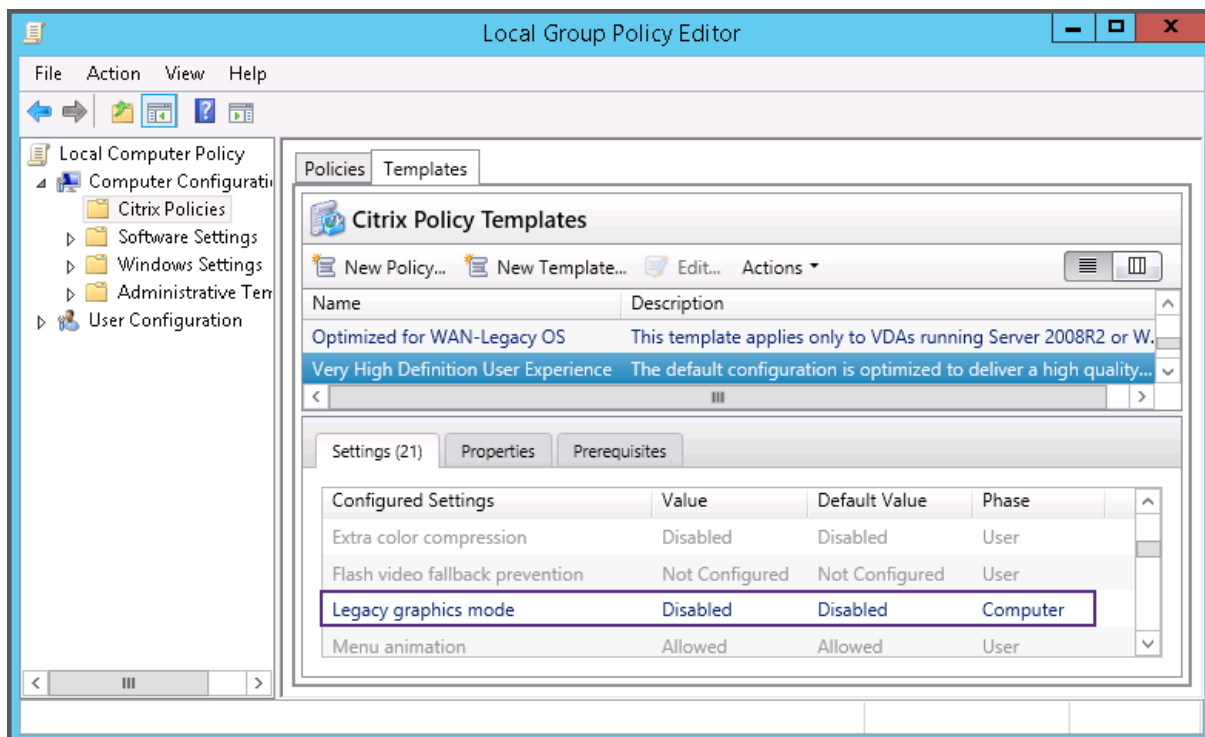 Local Group Policy Editor
File Action View Help
Local Computer Policy
Computer Configurati
Citrix Policies
Software Settings
Windows Settings
Administrative Tem
User Configuration
Policies Templates
Citrix Policy Templates
New Policy... New Template... Edit... Actions
Name Description
Optimized for WAN-Legacy OS This template applies only to VDAs running Server 2008R2 or W.
Very High Definition User Experience The default configuration is optimized to deliver a high quality...
Settings (21) Properties Prerequisites
Configured Settings Value Default Value Phase
Extra color compression Disabled Disabled User
Flash video fallback prevention Not Configured Not Configured User
Legacy graphics mode Disabled Disabled Computer
Menu animation Allowed Allowed User